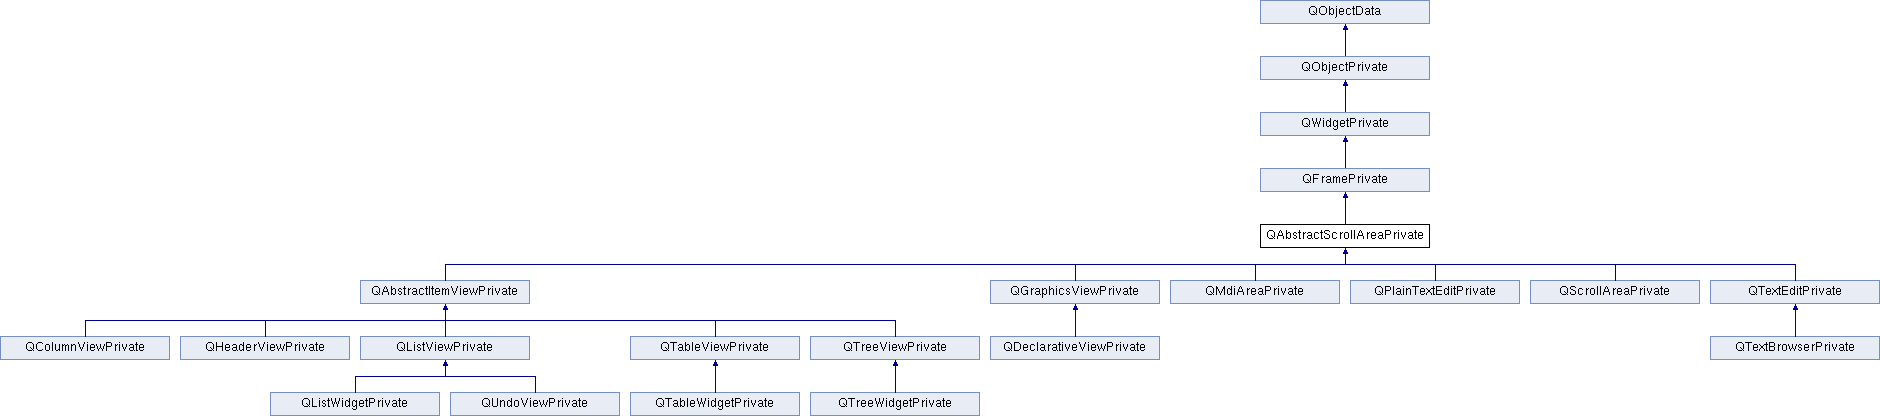 QObjectData
QObjectPrivate
QWidgetPrivate
QFramePrivate
QAbstractScrollAreaPrivate
QAbstractItemViewPrivate
QGraphicsViewPrivate
QMdiAreaPrivate
QPlainTextEditPrivate
QScrollAreaPrivate
QTextEditPrivate
QColumnViewPrivate
QHeaderViewPrivate
QListViewPrivate
QTableViewPrivate
QTreeViewPrivate
QDeclarativeViewPrivate
QTextBrowserPrivate
QListWidgetPrivate
QUndoViewPrivate
QTableWidgetPrivate
QTreeWidgetPrivate